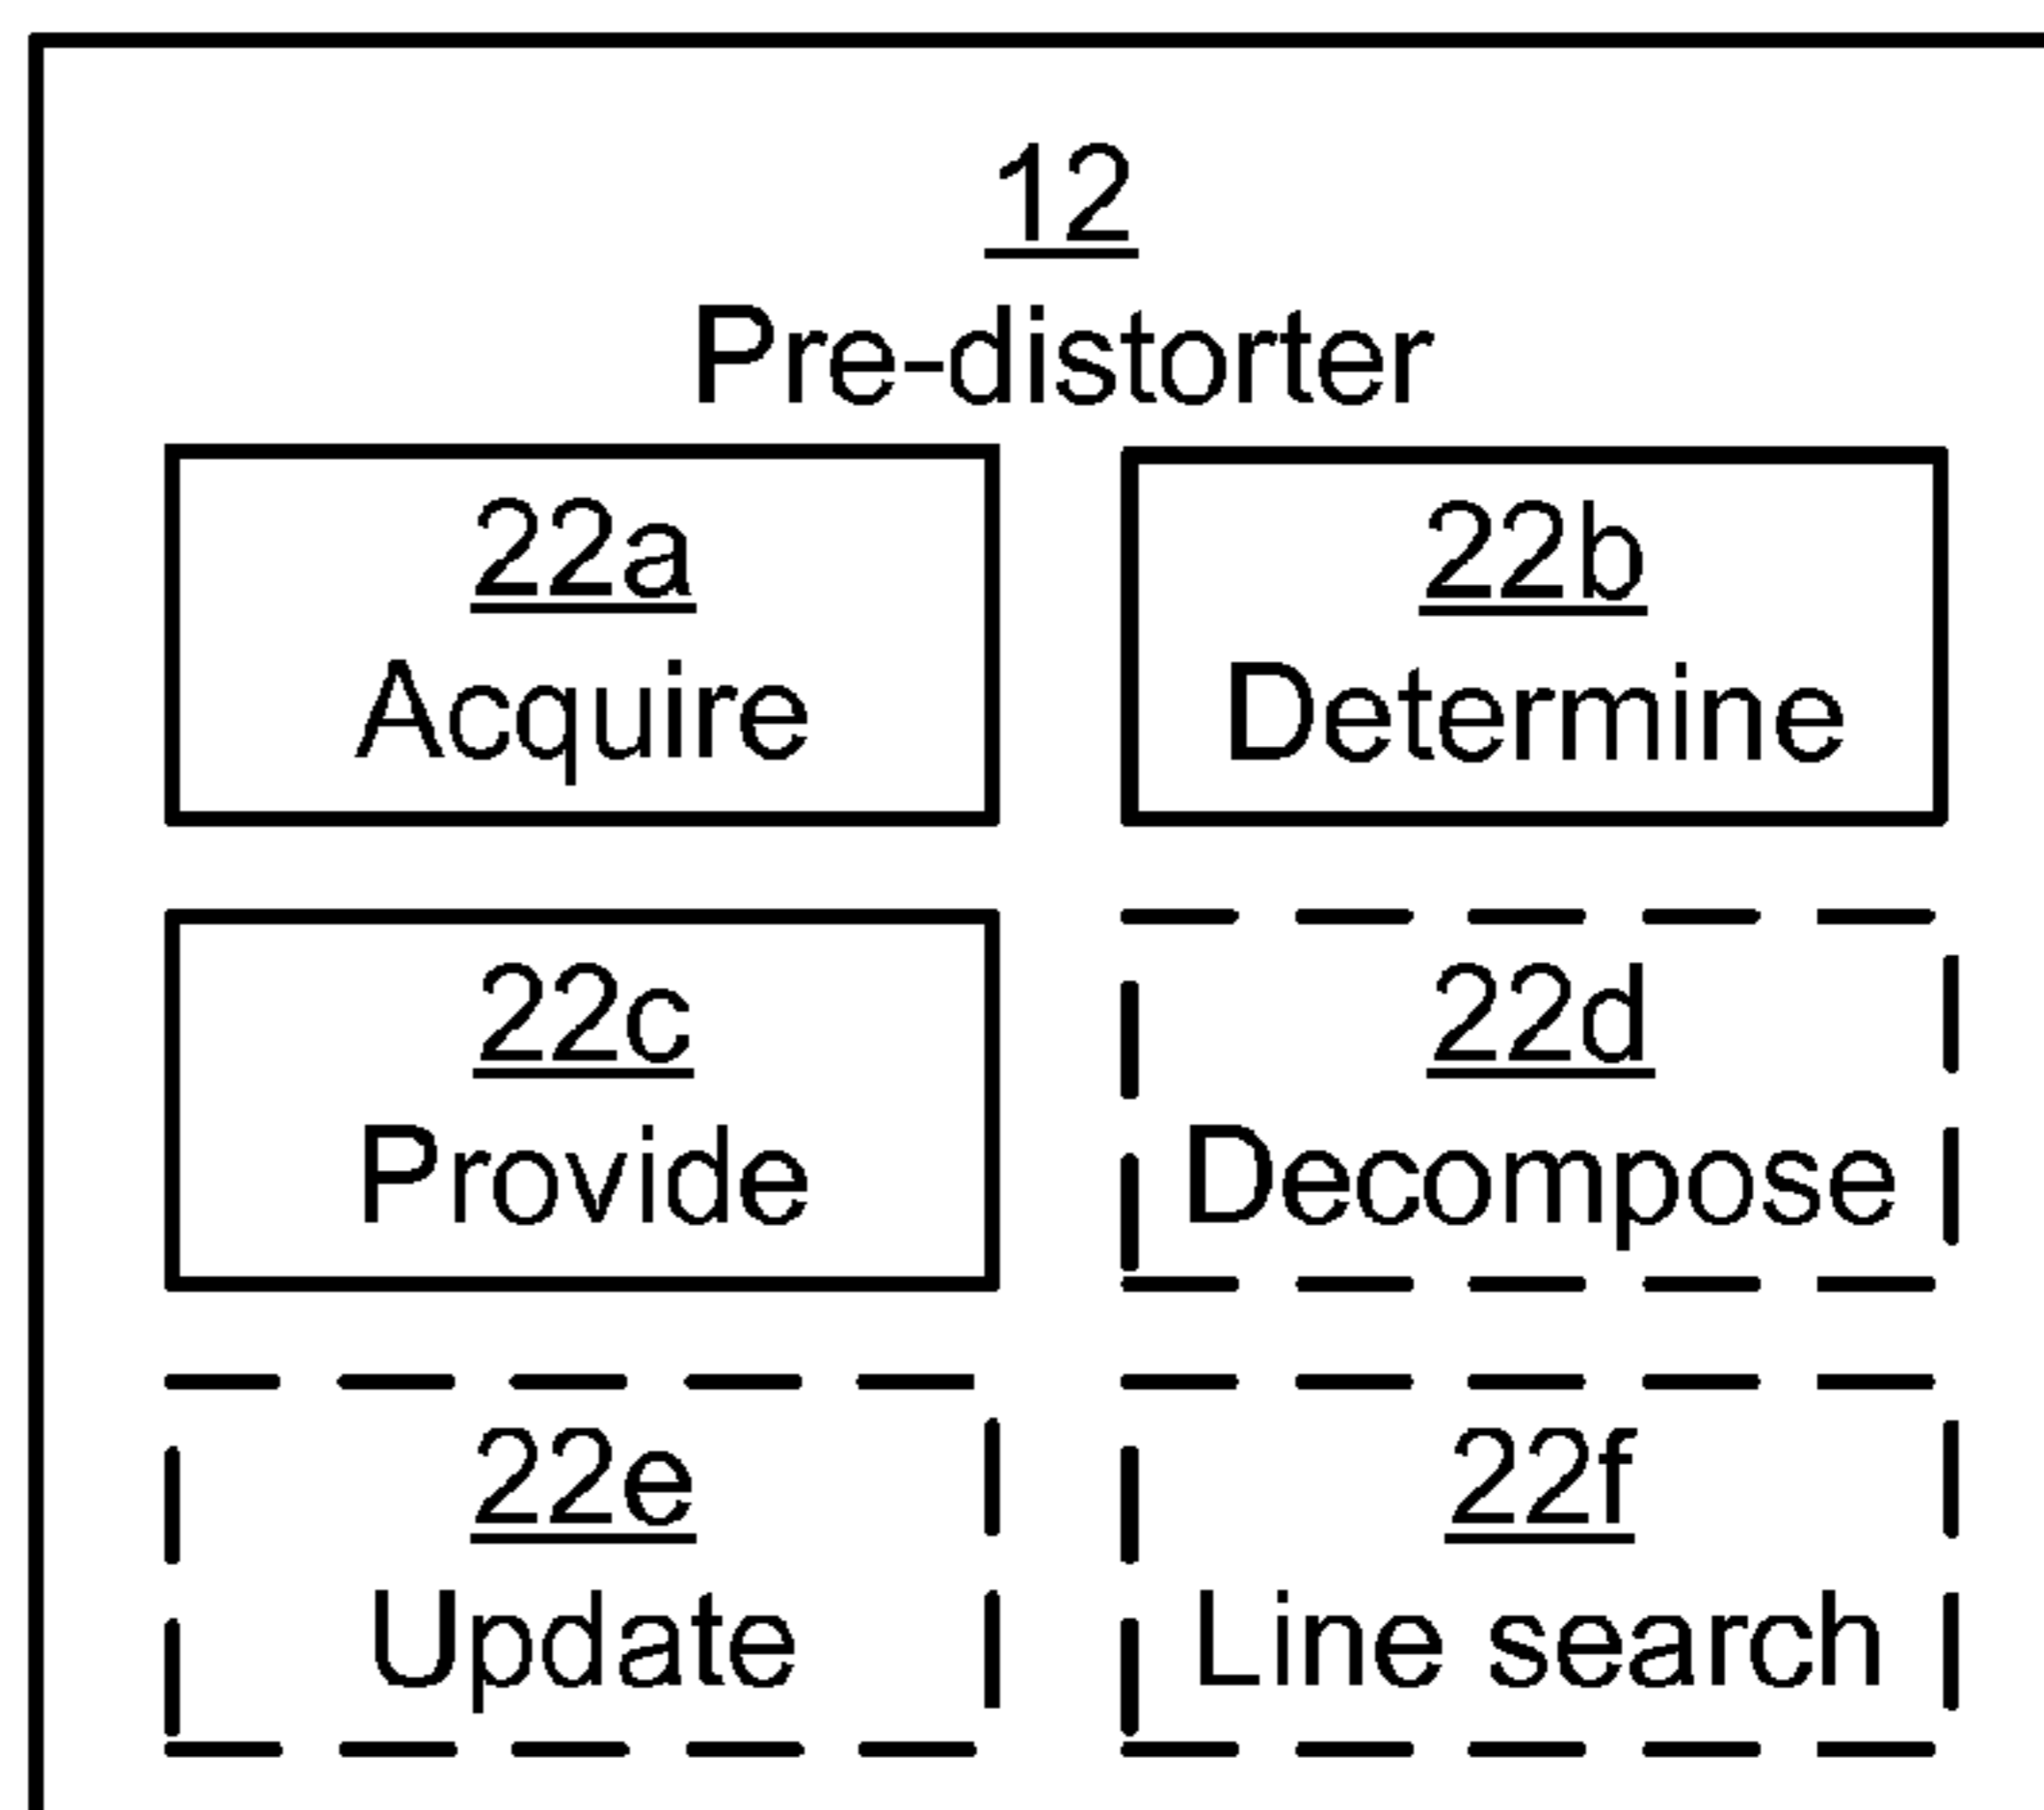 12
Pre-distorter
22a
Acquire
22b
Determine
22c
Provide
22d
Decompose
22e
Update
22f
Line search